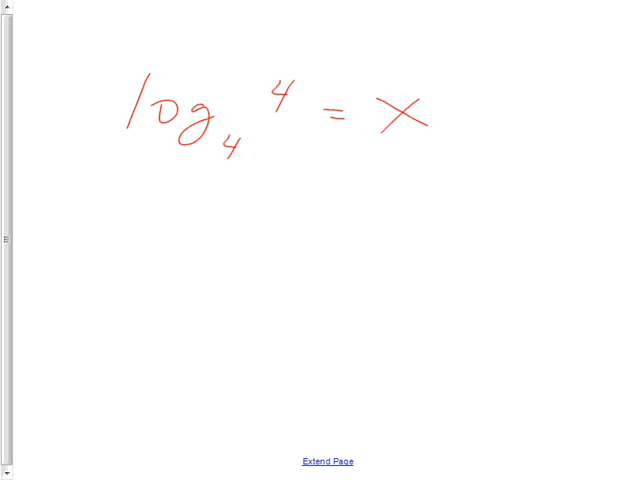 log₄ 4 = x
Extend Page